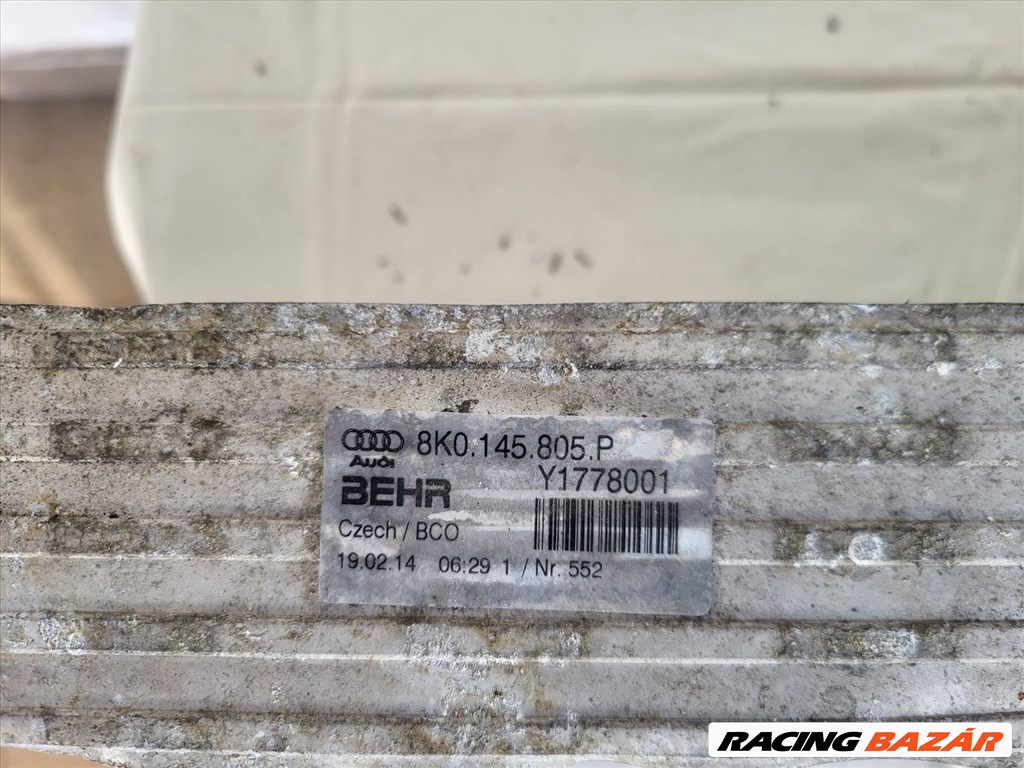 8K0.145.805.P
Audi
Y1778001
BEHR
Czech / BCO
19.02.14 06:29 1 / Nr. 552
RACING BAZÁR